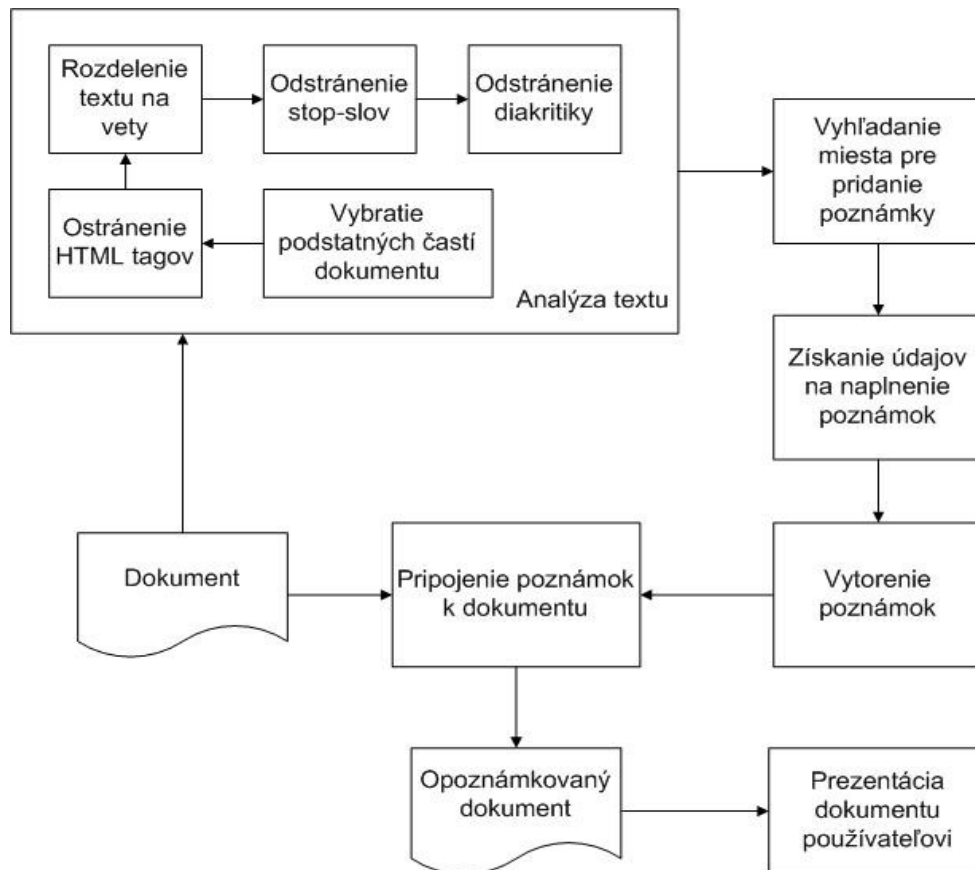 Rozdelenie
textu na
vety
Odstránenie
stop-slov
Odstránenie
diakritiky
Ostránenie
HTML tagov
Vybratie
podstatných častí
dokumentu
Analýza textu
Vyhľadanie
miesta pre
pridanie
poznámky
Získanie údajov
na naplnenie
poznámok
Dokument
Pripojenie poznámok
k dokumentu
Vytorenie
poznámok
Opoznámkovaný
dokument
Prezentácia
dokumentu
používateľovi